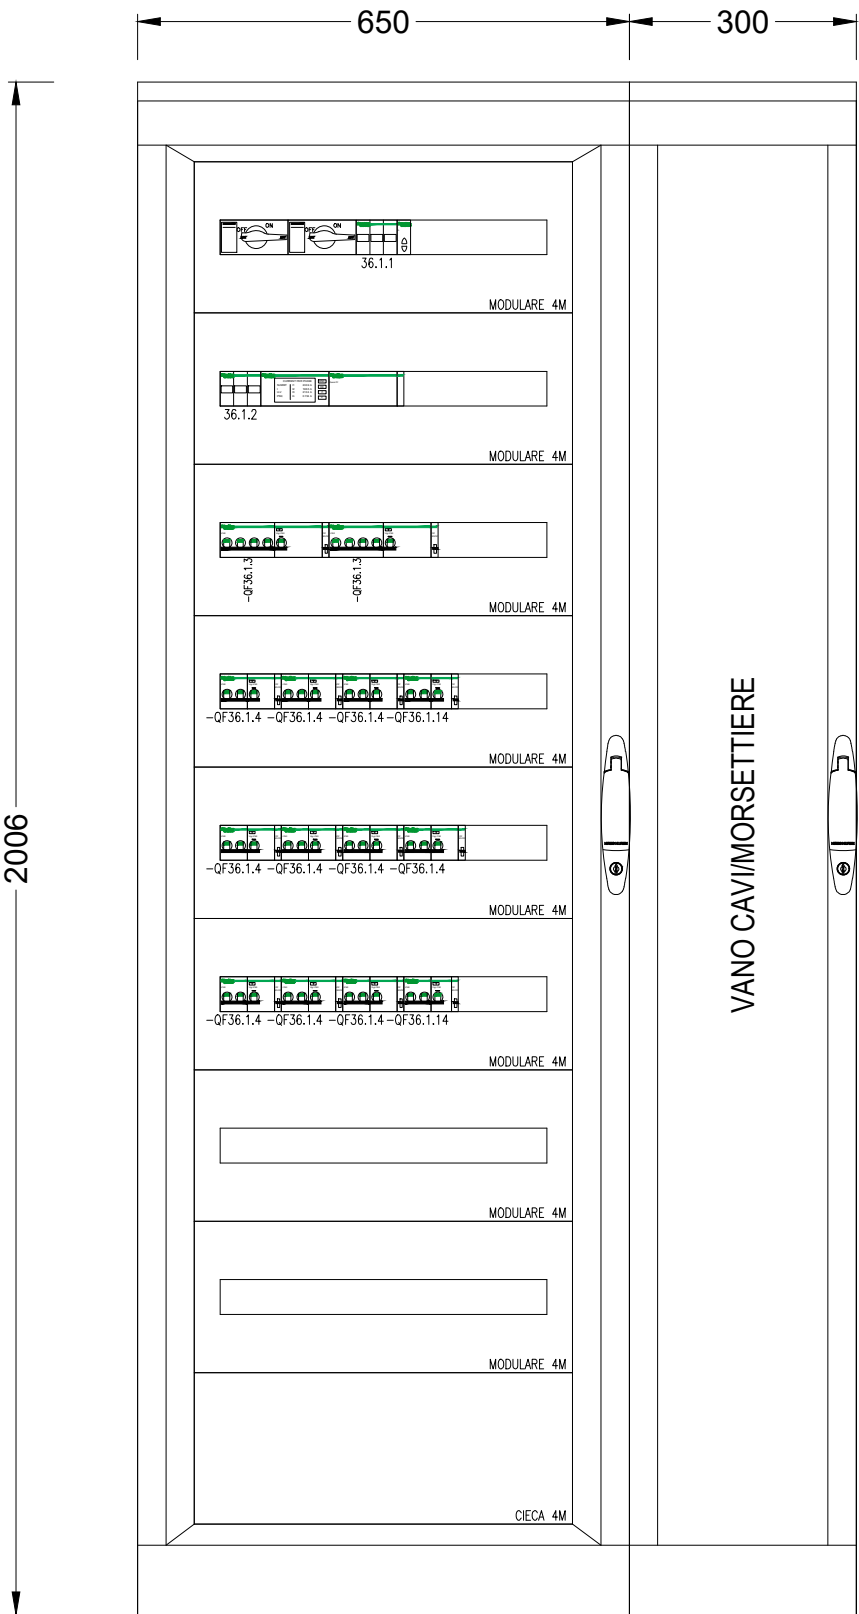 650 300
OFF ON OFF ON
36.1.1
MODULARE 4M
36.1.2
MODULARE 4M
-QF36.1.3 -QF36.1.3
MODULARE 4M
-QF36.1.4 -QF36.1.4 -QF36.1.4 -QF36.1.14
MODULARE 4M
-QF36.1.4 -QF36.1.4 -QF36.1.4 -QF36.1.4
MODULARE 4M
-QF36.1.4 -QF36.1.4 -QF36.1.4 -QF36.1.14
MODULARE 4M
MODULARE 4M
MODULARE 4M
CIECA 4M
2006
VANO CAVI/MORSETTIERE